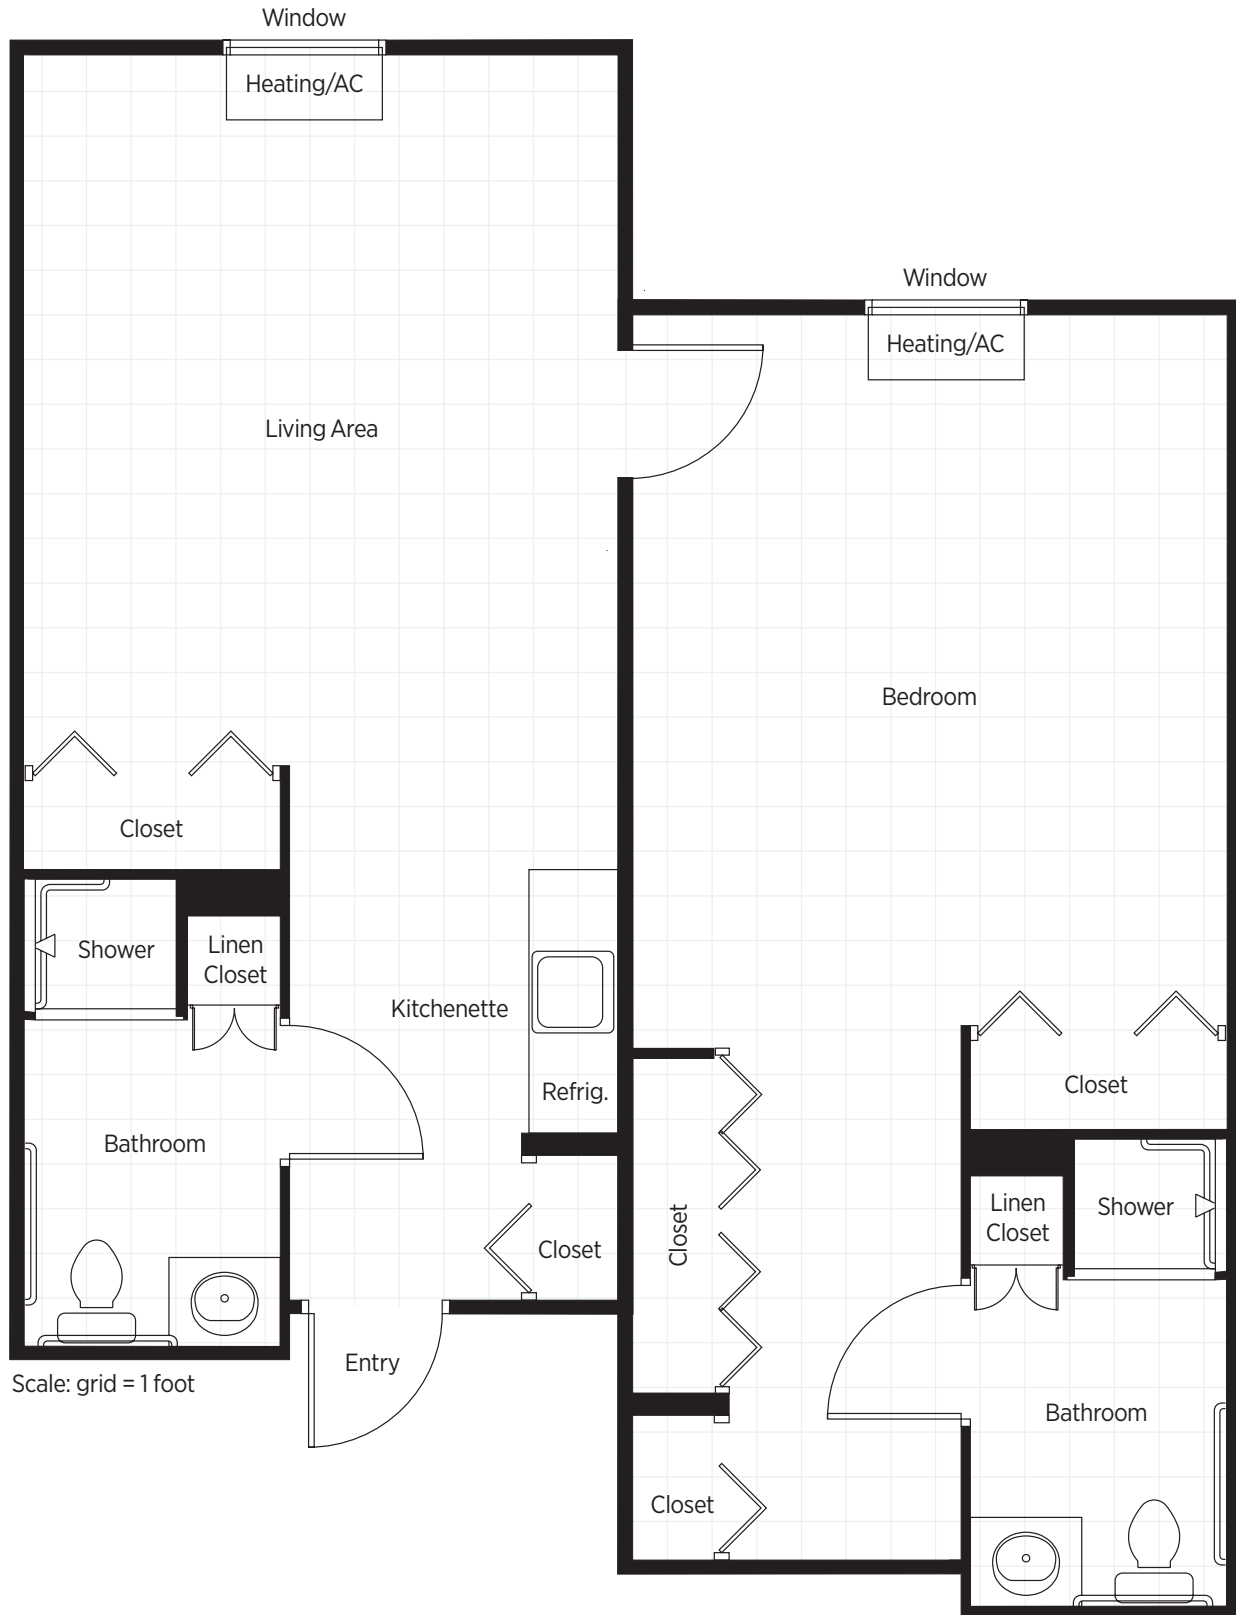 Window
Heating/AC
Window
Heating/AC
Living Area
Bedroom
Closet
Shower
Linen
Closet
Kitchenette
Refrig.
Closet
Bathroom
Closet
Closet
Linen
Closet
Shower
Entry
Scale: grid = 1 foot
Bathroom
Closet